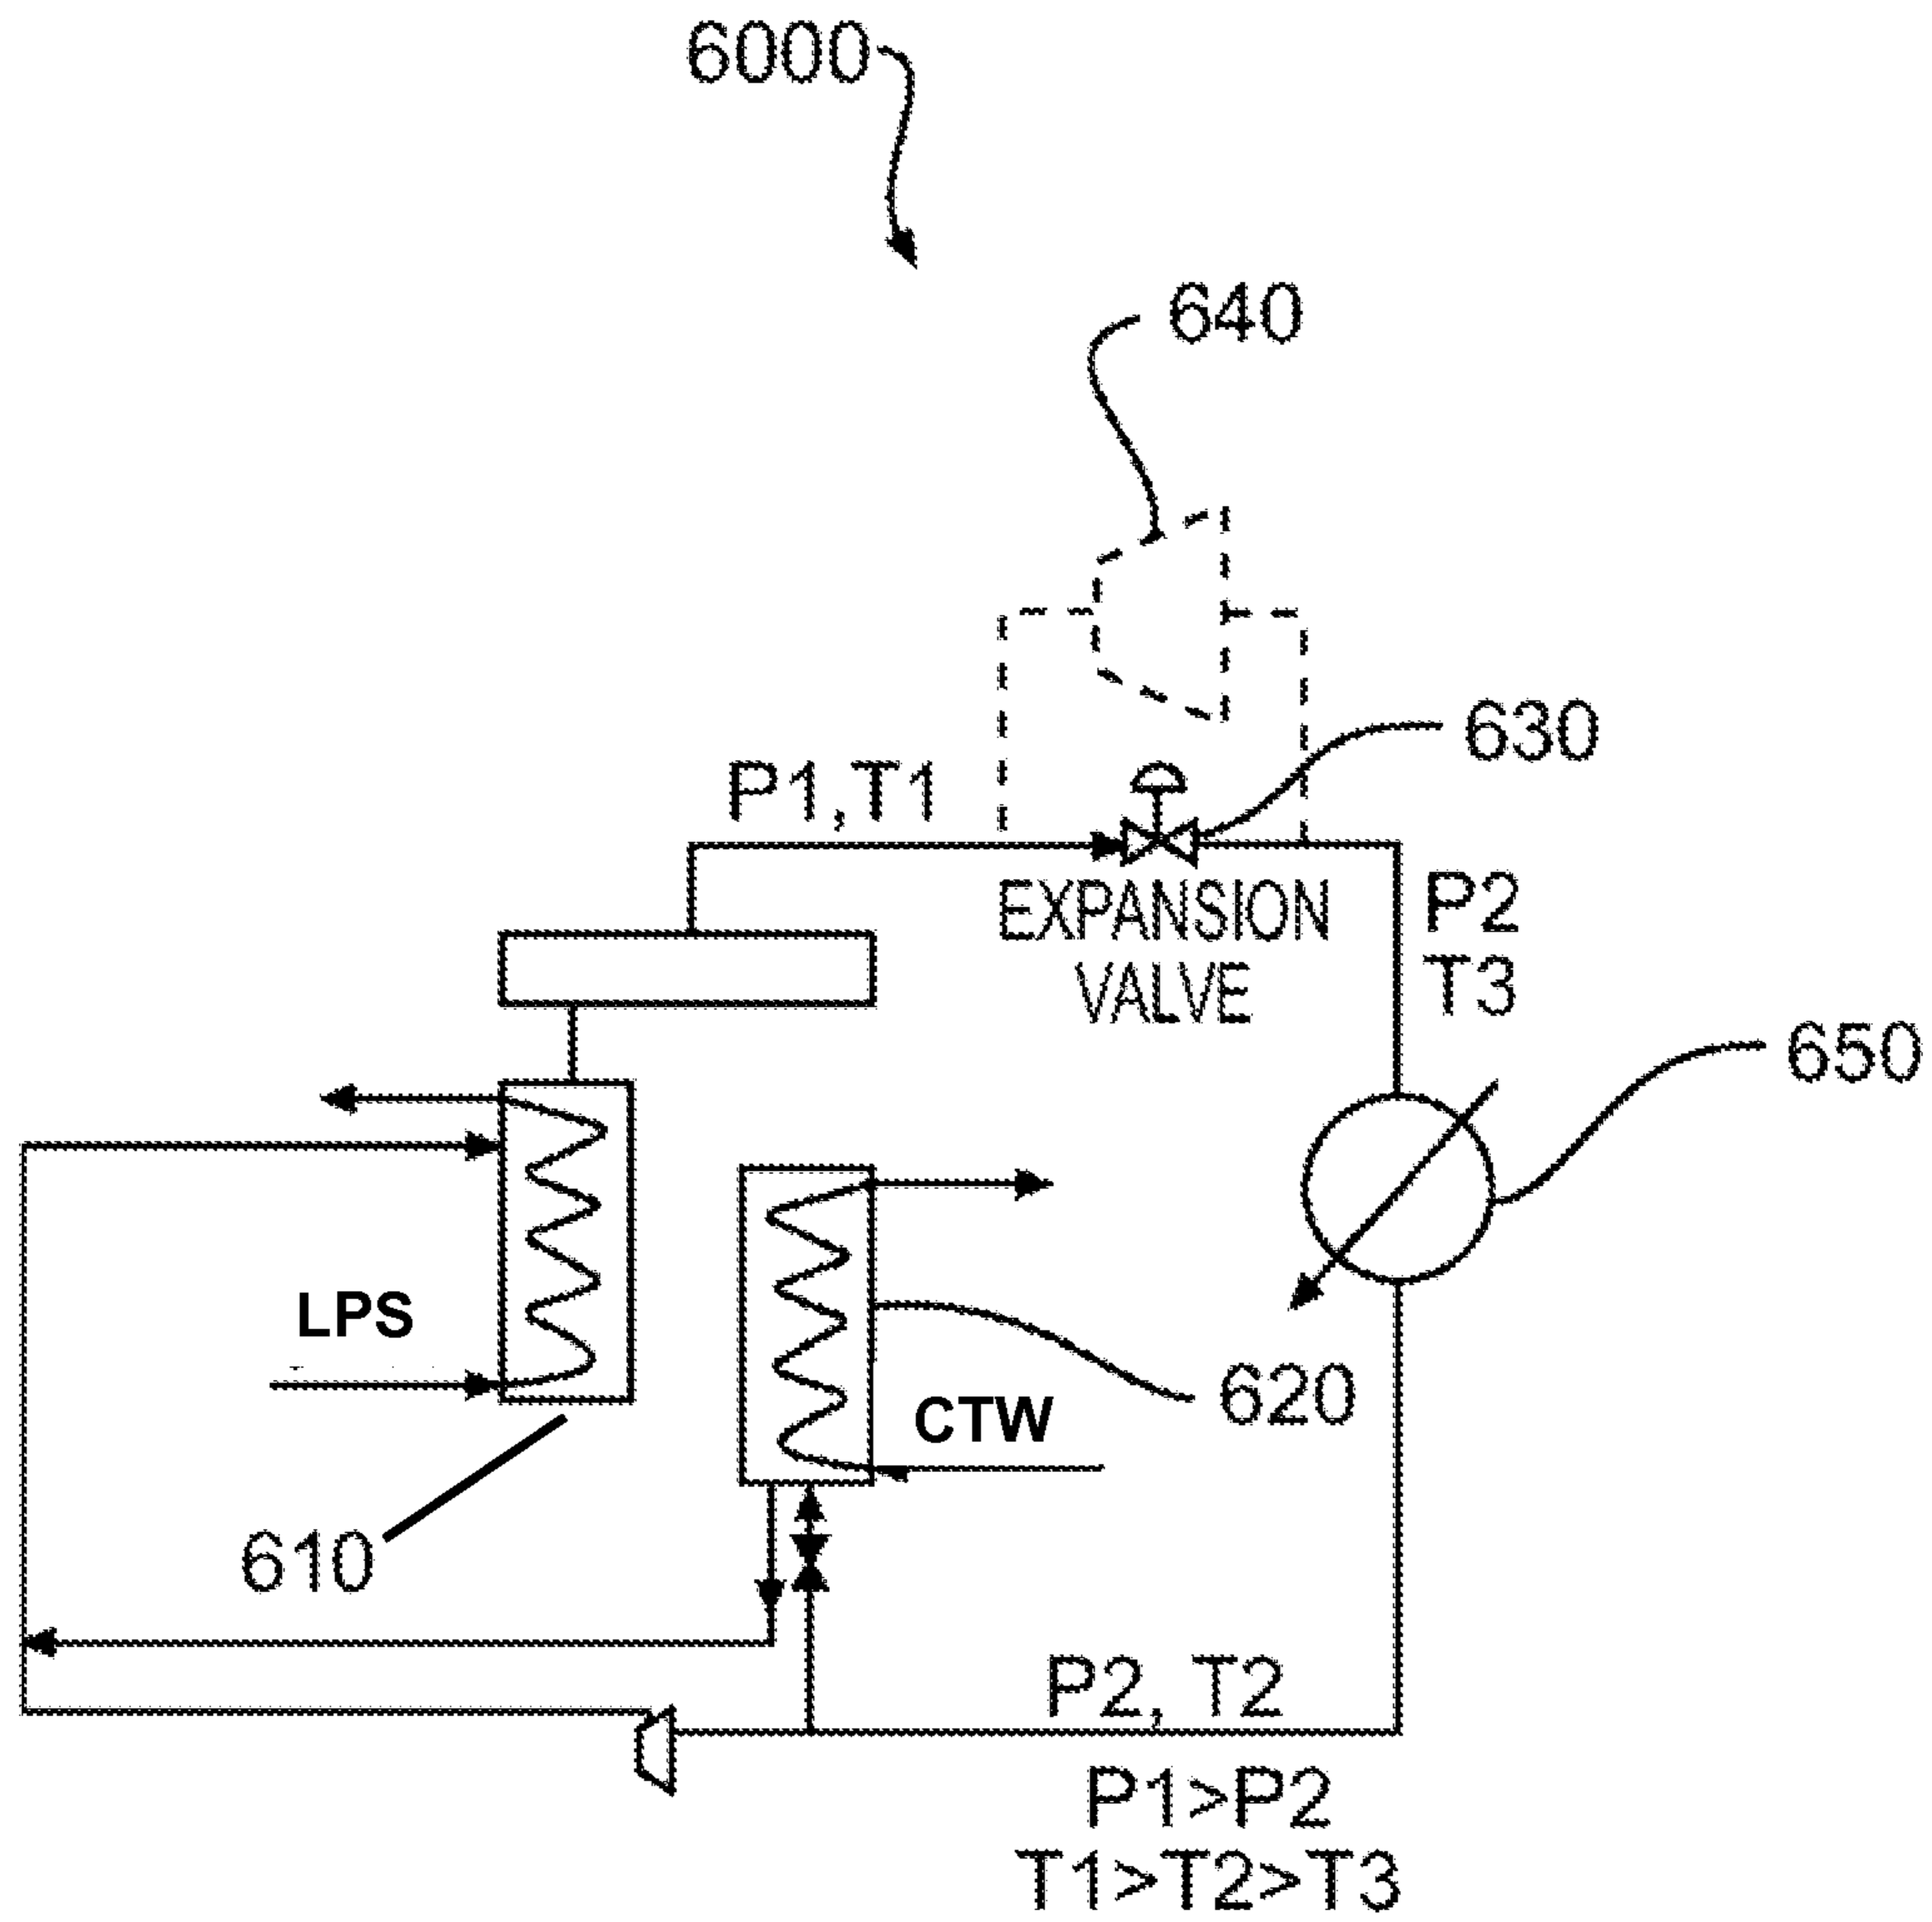 6000
640
630
P1,T1
EXPANSION
VALVE
P2
T3
650
LPS
620
CTW
610
P2, T2
P1>P2
T1>T2>T3